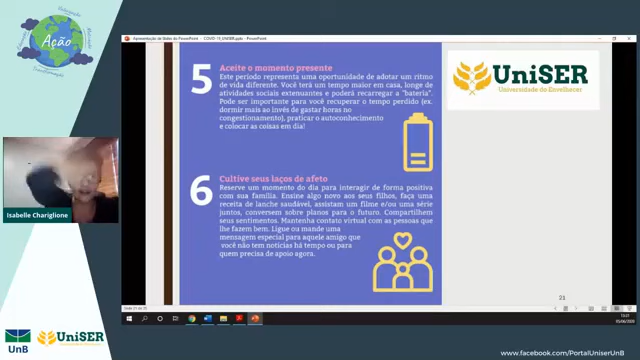 Apresentação de Slides do PowerPoint - COVID-19_UNISER.pptx - PowerPoint
Ação
5
Aceite o momento presente
Este período representa uma oportunidade de adotar um ritmo
de vida diferente. Você terá um tempo maior em casa, longe de
atividades sociais extenuantes e poderá recarregar a "bateria".
Pode ser importante para você recuperar o tempo perdido (ex.
dormir mais ao invés de gastar horas no
congestionamento), praticar o autoconhecimento
e colocar as coisas em dia!
6
Cultive seus laços de afeto
Reserve um momento do dia para interagir de forma positiva
com sua família. Ensine algo novo aos seus filhos, faça uma
receita de lanche saudável, assistam um filme e/ou uma série
juntos, conversem sobre planos para o futuro. Compartilhem
seus sentimentos. Mantenha contato virtual com as pessoas que
lhe fazem bem. Ligue ou mande uma
mensagem especial para aquele amigo que
você não tem notícias há tempo ou para
quem precisa de apoio agora.
UniSER
Universidade do Envelhecer
21
Isabelle Chariglione
05/06/2020
UnB
UniSER
www.facebook.com/PortalUniserUnB